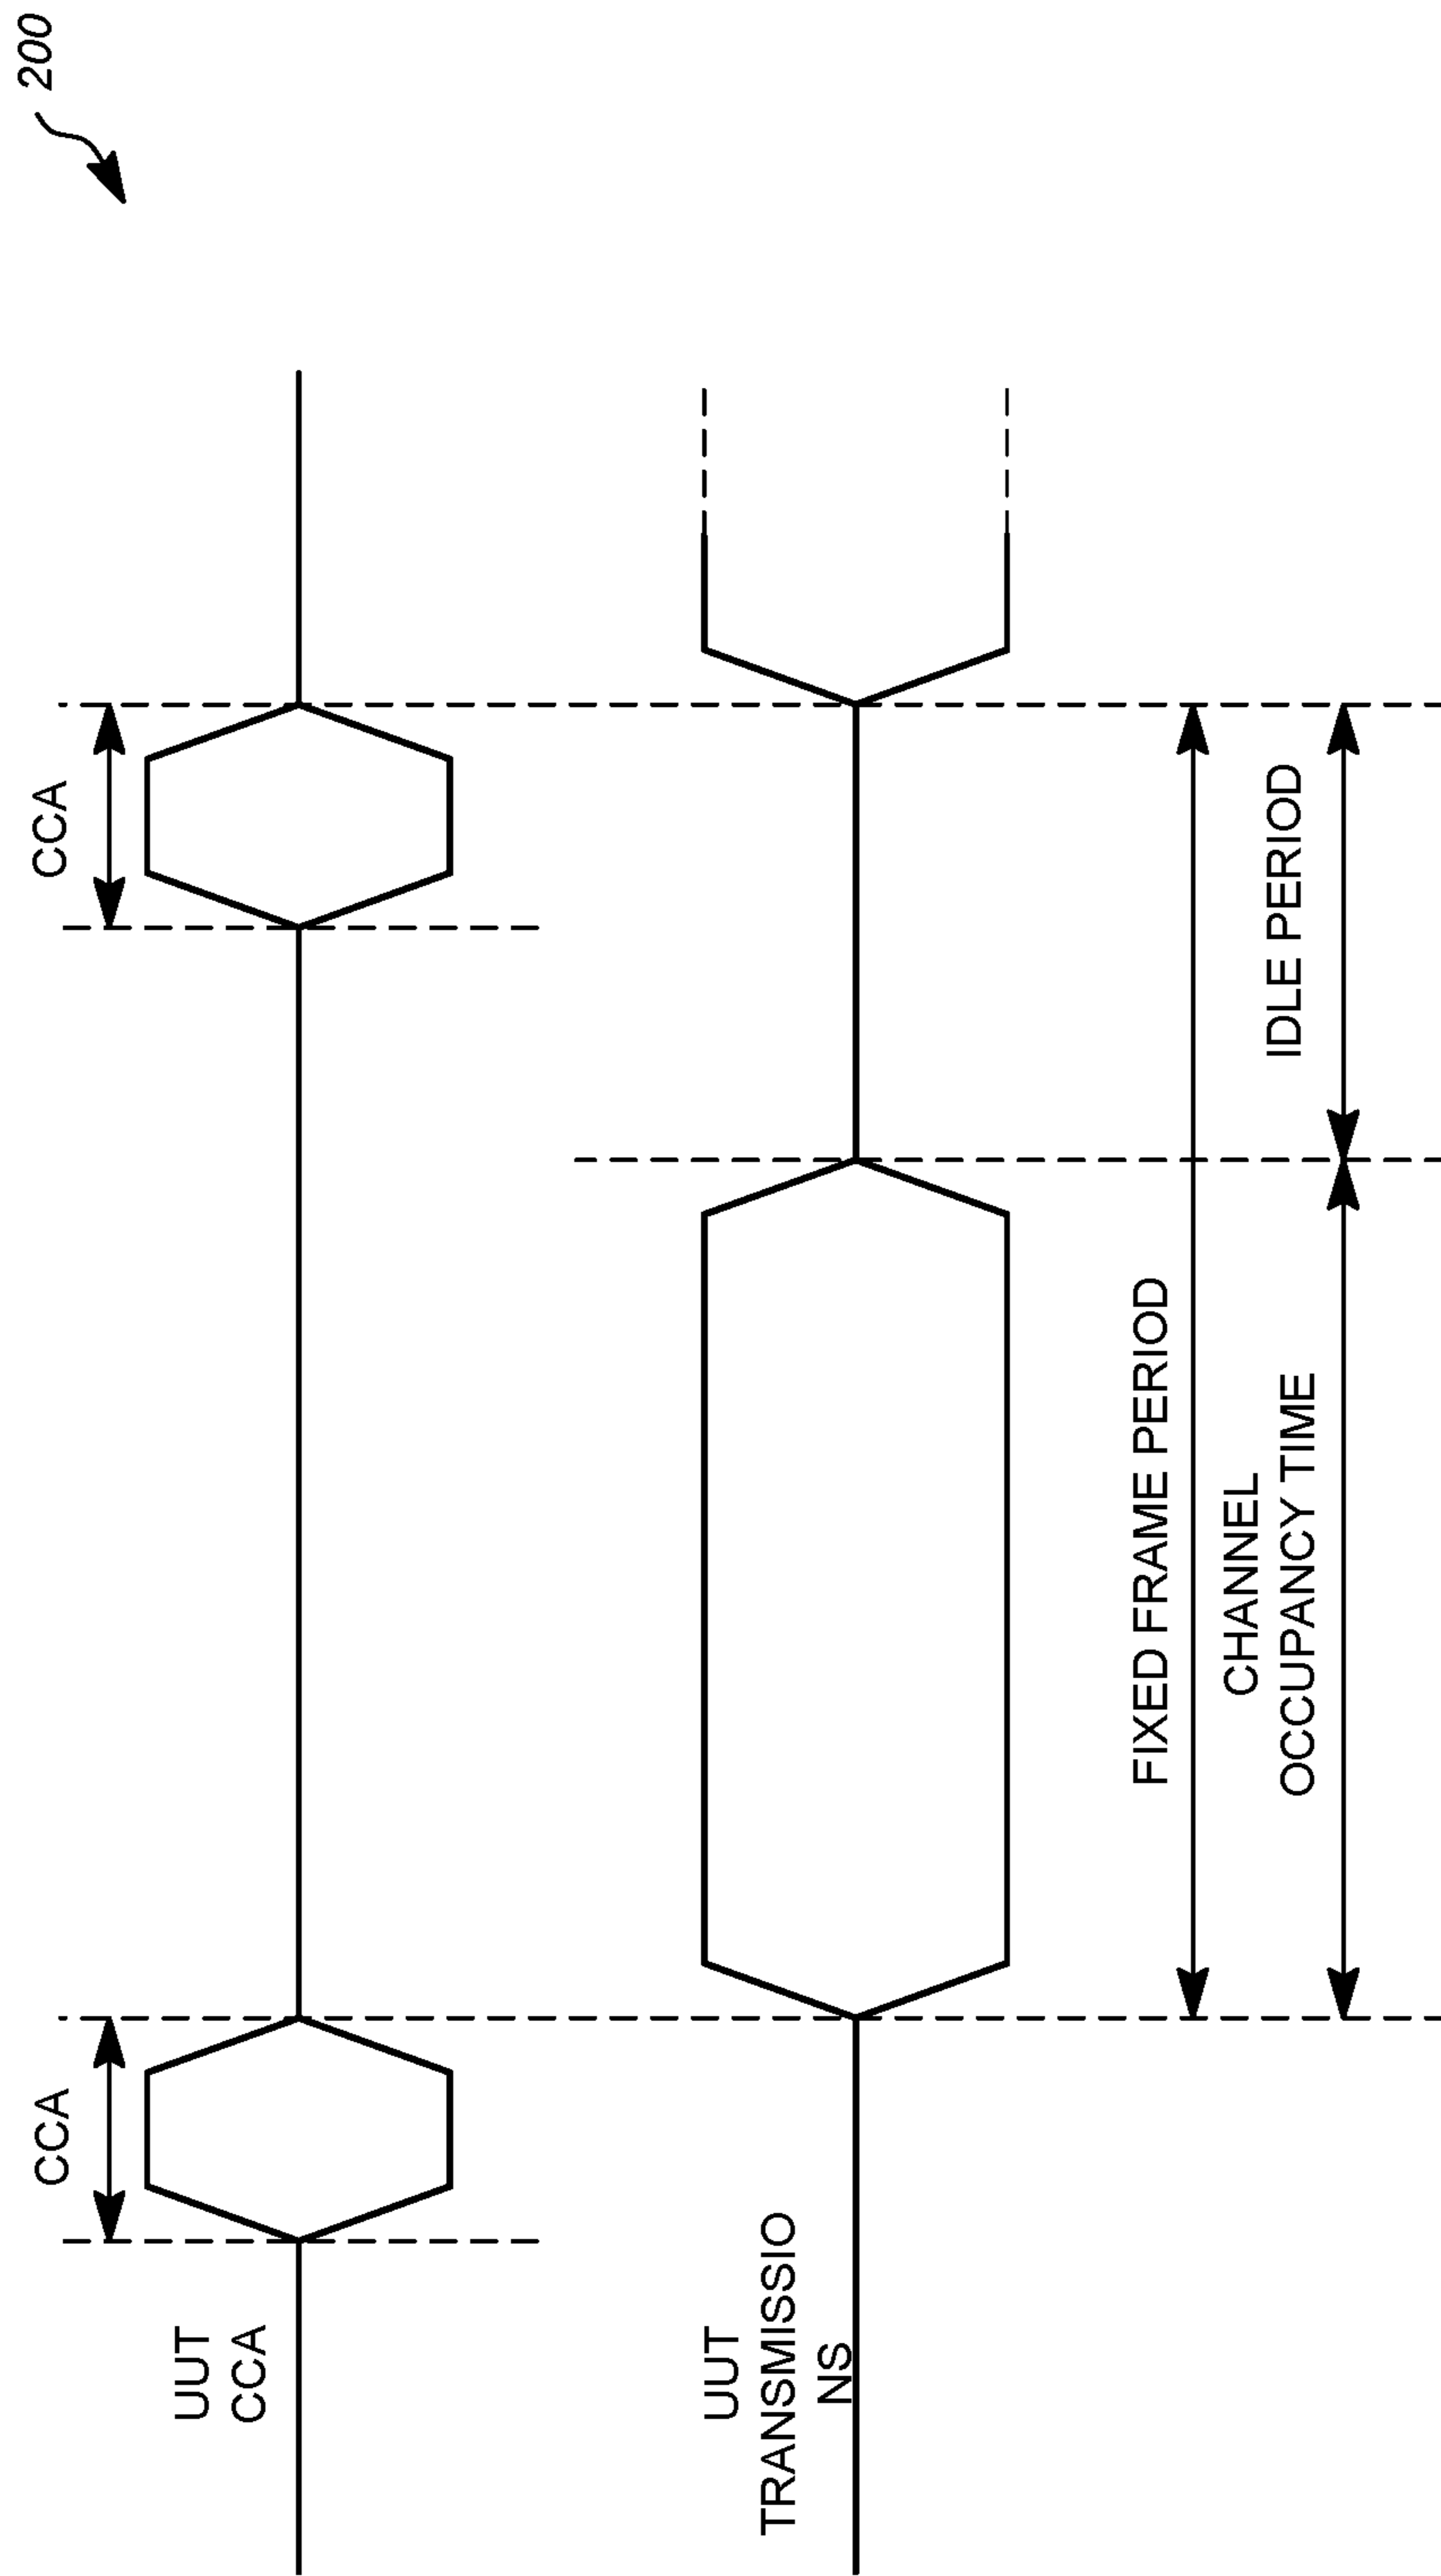 200
CCA
CCA
UUT
CCA
UUT
TRANSMISSIO
NS
FIXED FRAME PERIOD
CHANNEL
OCCUPANCY TIME
IDLE PERIOD